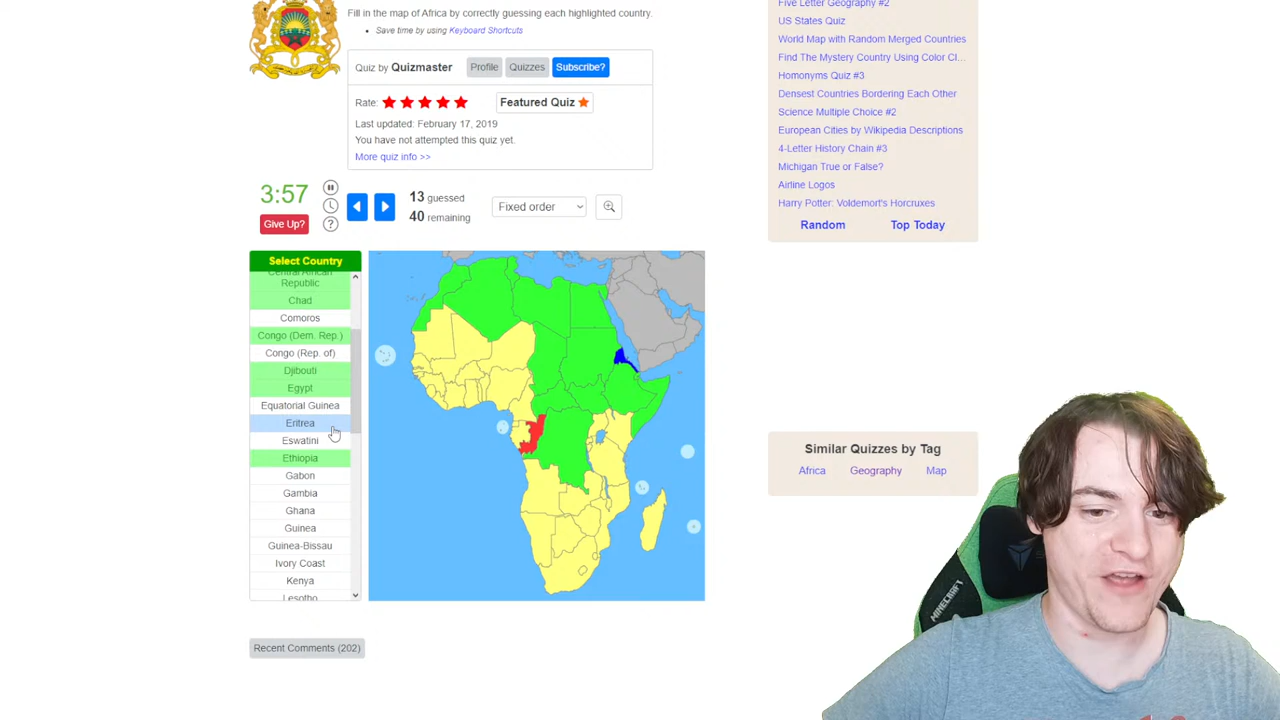 Five Letter Geography #2
Fill in the map of Africa by correctly guessing each highlighted country.
US States Quiz
Save time by using Keyboard Shortcuts
World Map with Random Merged Countries
Find The Mystery Country Using Color Cl...
Quiz by Quizmaster Profile Quizzes Subscribe?
Homonyms Quiz #3
Densest Countries Bordering Each Other
Rate: Featured Quiz
Science Multiple Choice #2
Last updated: February 17, 2019
European Cities by Wikipedia Descriptions
You have not attempted this quiz yet.
4-Letter History Chain #3
More quiz info >>
Michigan True or False?
Airline Logos
3:57
13 guessed
Fixed order
Harry Potter: Voldemort's Horcruxes
40 remaining
Give Up?
?
Random Top Today
Select Country
Central African
Republic
Chad
Comoros
Congo (Dem. Rep.)
Congo (Rep. of)
Djibouti
Egypt
Equatorial Guinea
Eritrea
Eswatini
Ethiopia
Gabon
Gambia
Ghana
Guinea
Guinea-Bissau
Ivory Coast
Kenya
Lesotho
Similar Quizzes by Tag
Africa Geography Map
MINECRAFT
Recent Comments (202)